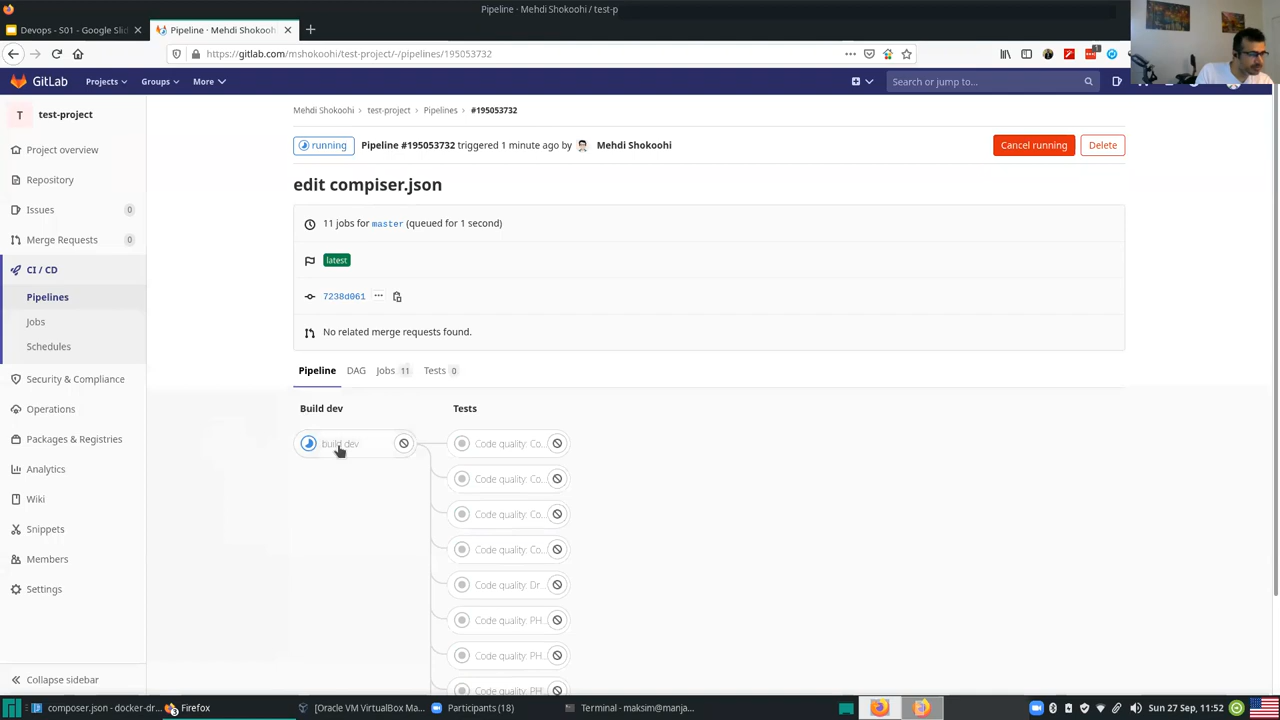 Pipeline · Mehdi Shokoohi / test-p
Devops - S01 - Google Slid
Pipeline · Mehdi Shokooh
https://gitlab.com/mshokoohi/test-project/-/pipelines/195053732
GitLab
Projects
Groups
More
Search or jump to...
T
test-project
Project overview
Repository
Issues
0
Merge Requests
0
CI / CD
Pipelines
Jobs
Schedules
Security & Compliance
Operations
Packages & Registries
Analytics
Wiki
Snippets
Members
Settings
Collapse sidebar
Mehdi Shokoohi > test-project > Pipelines > #195053732
running
Pipeline #195053732 triggered 1 minute ago by Mehdi Shokoohi
Cancel running
Delete
edit compiser.json
11 jobs for master (queued for 1 second)
latest
7238d061 ...
No related merge requests found.
Pipeline DAG Jobs 11 Tests 0
Build dev
Tests
build dev
Code quality: Co...
Code quality: Co...
Code quality: Co...
Code quality: Co...
Code quality: Dr...
Code quality: PH...
Code quality: PH...
Code quality: PH...
composer.json - docker-dr...
Firefox
[Oracle VM VirtualBox Ma...
Participants (18)
Terminal - maksim@manja...
Sun 27 Sep, 11:52